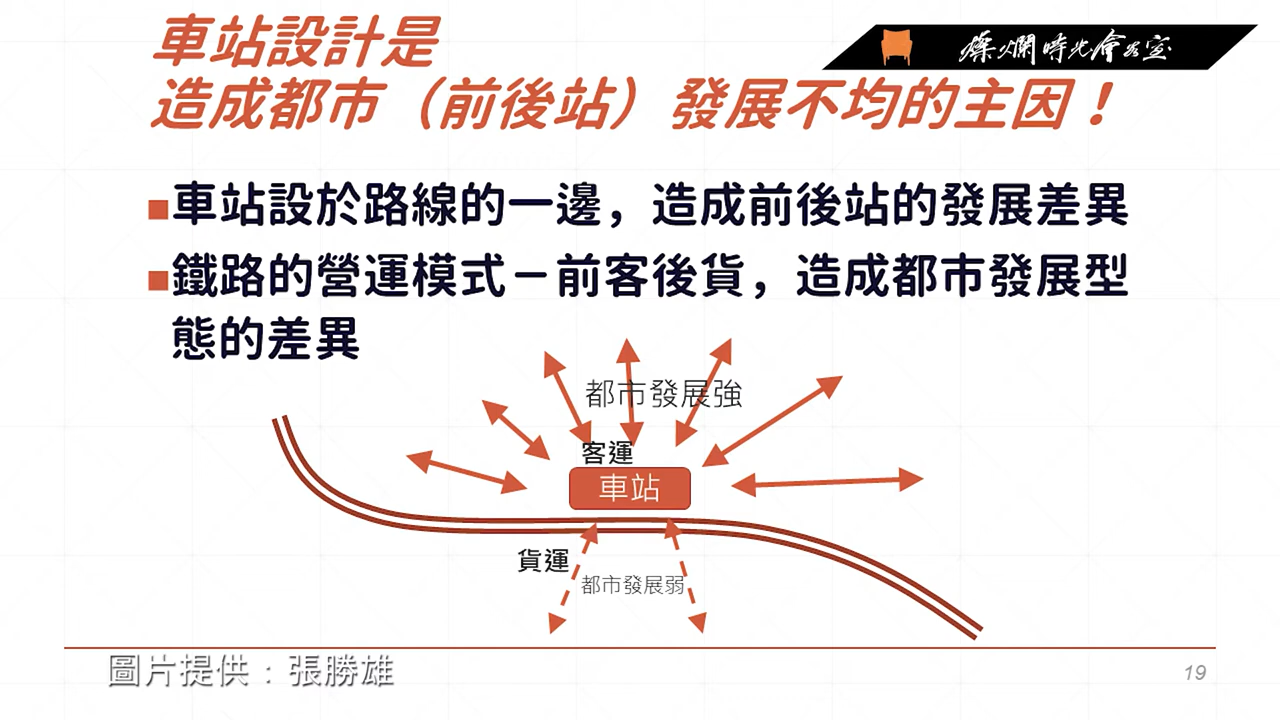 車站設計是
造成都市（前後站）發展不均的主因！
燦爛時光會客室
■車站設於路線的一邊，造成前後站的發展差異
■鐵路的營運模式－前客後貨，造成都市發展型
態的差異
都市發展強
客運
車站
貨運
都市發展弱
圖片提供：張勝雄
19